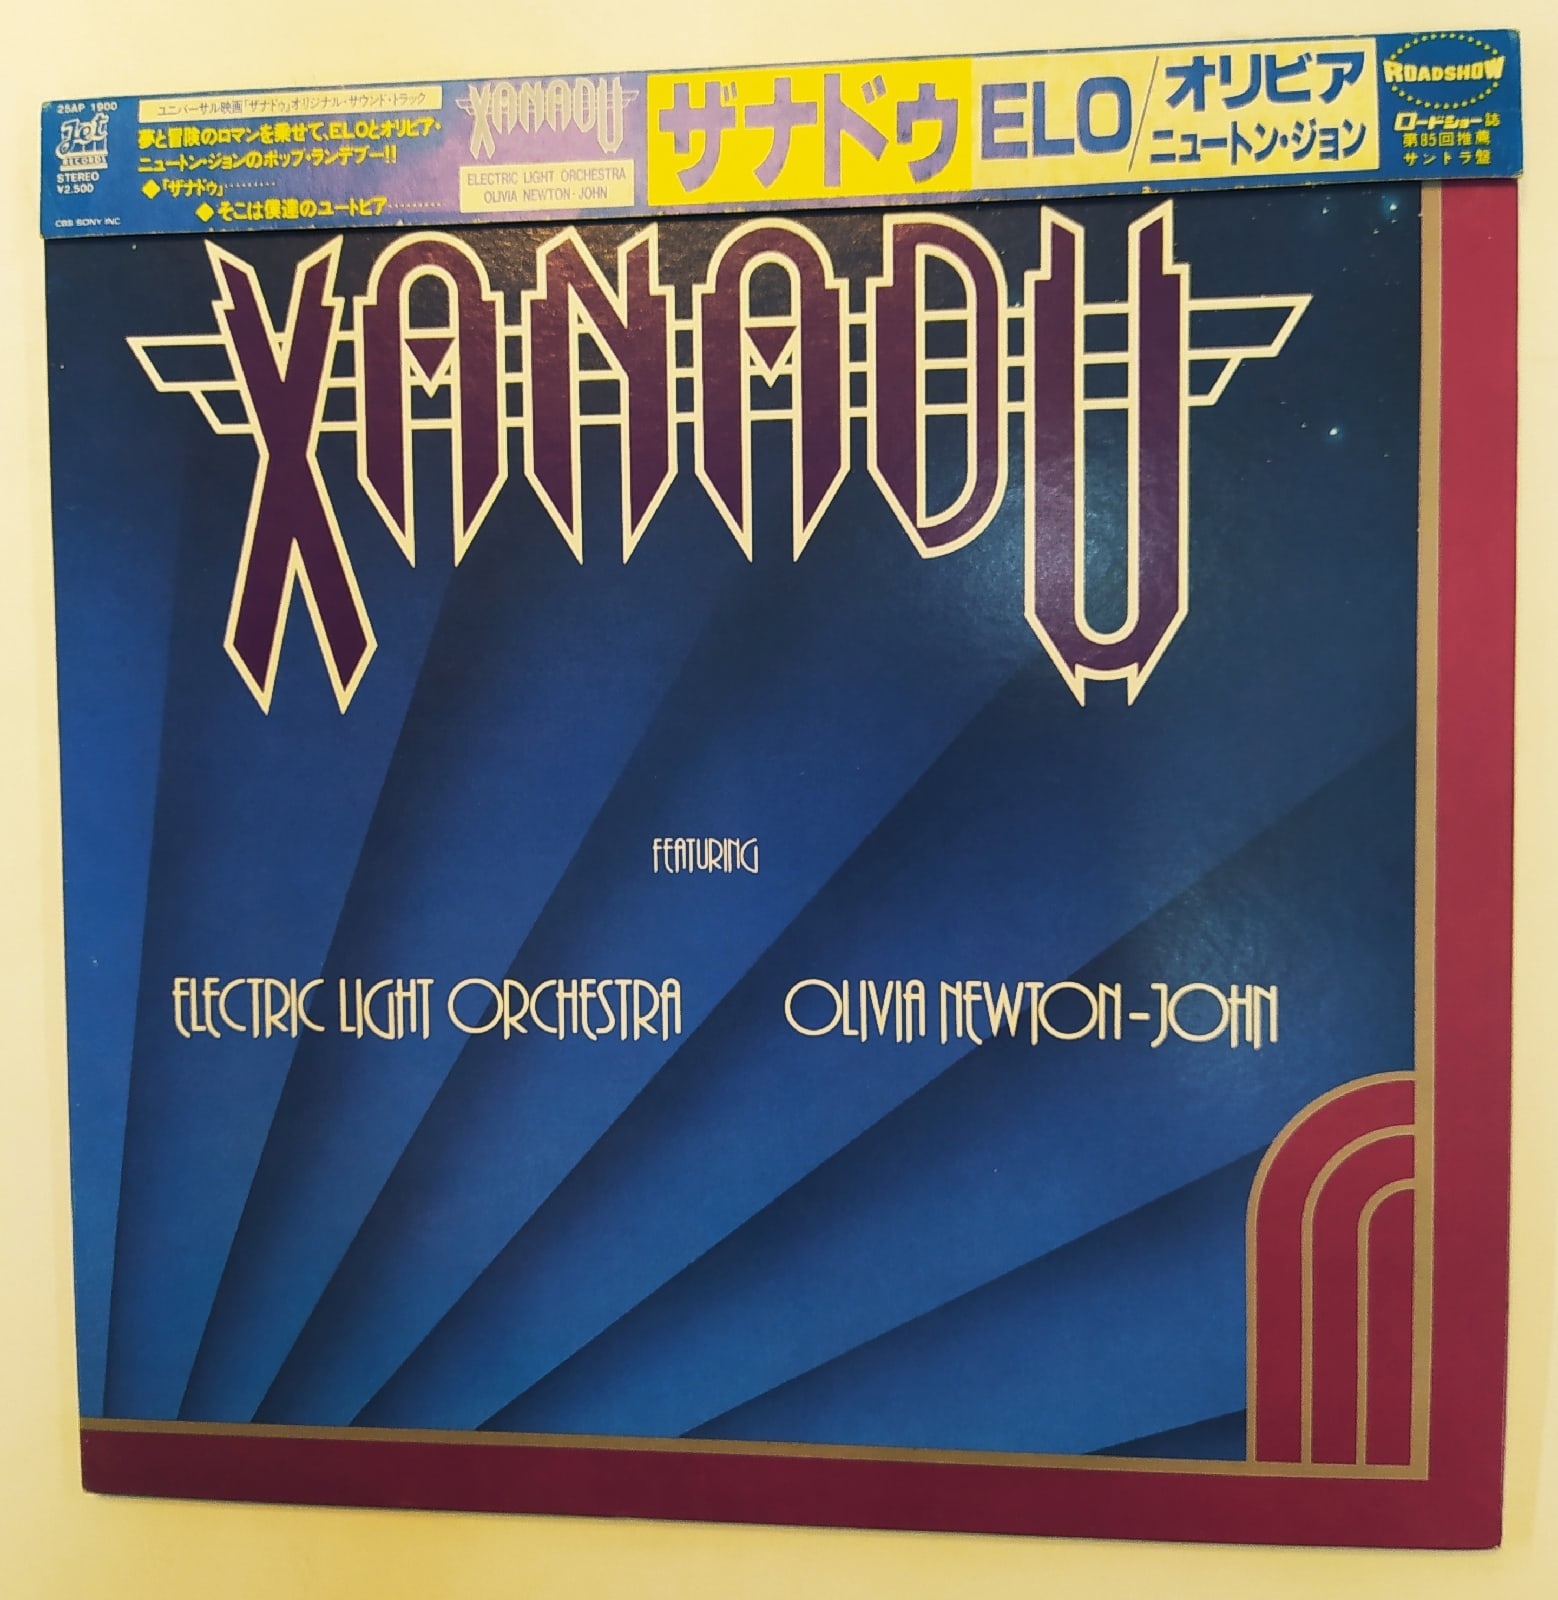 25AP 1900
Jet
RECORDS
STEREO
¥2,500
CBS SONY INC
ユニバーサル映画「ザナドゥ」オリジナル・サウンド・トラック
夢と冒険のロマンを乗せて、ELOとオリビア・
ニュートン・ジョンのポップ・ランデブー!!
◆「ザナドゥ」………
◆そこは僕達のユートピア………
XANADU
ELECTRIC LIGHT ORCHESTRA
OLIVIA NEWTON-JOHN
ザナドゥ
ELO/オリビア
ニュートン・ジョン
ROADSHOW
ロードショー誌
第85回推薦
サントラ盤
XANADU
FEATURING
ELECTRIC LIGHT ORCHESTRA OLIVIA NEWTON-JOHN